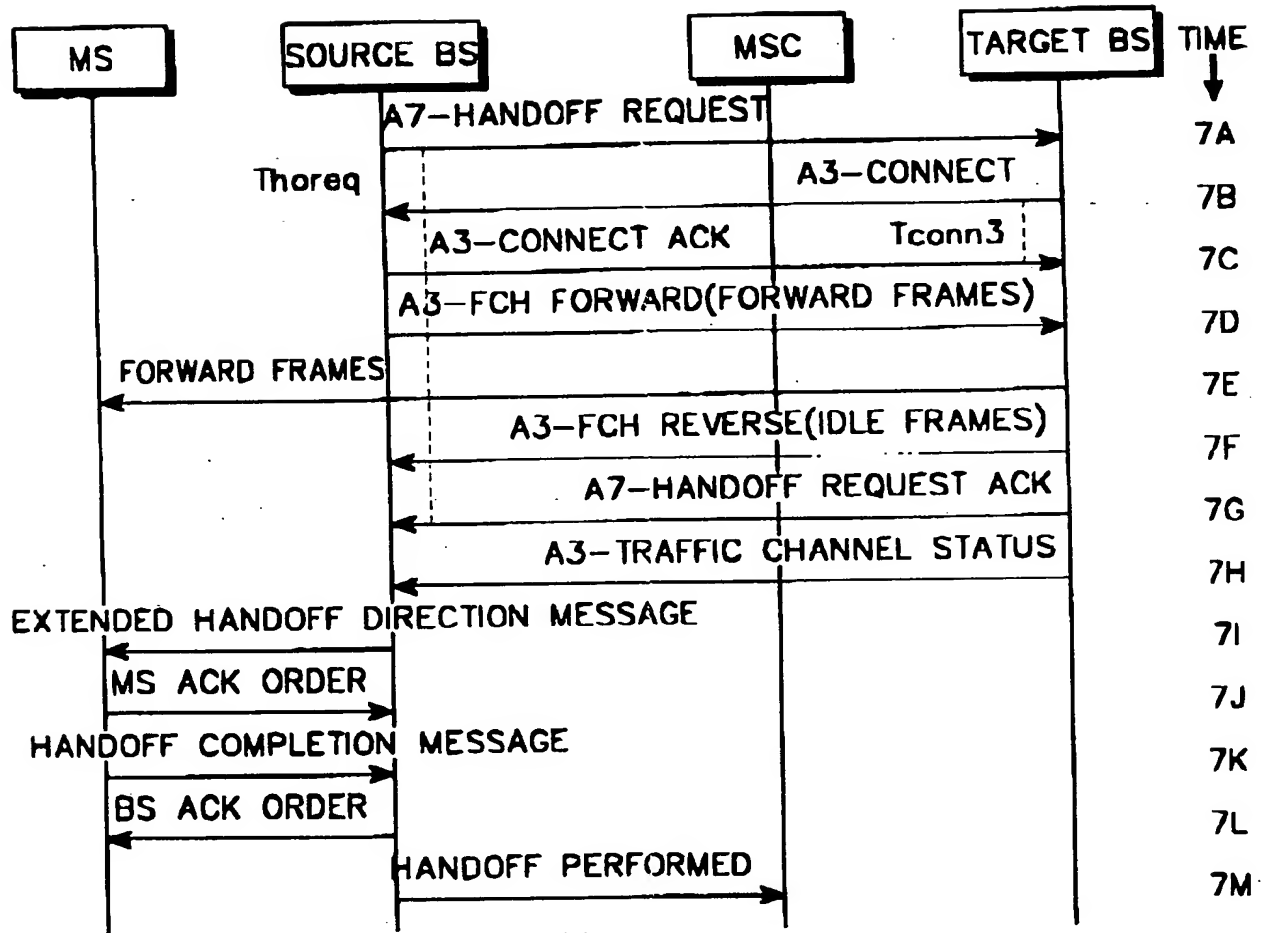 MS
SOURCE BS
MSC
TARGET BS
TIME
A7-HANDOFF REQUEST
7A
Thoreq
A3-CONNECT
7B
A3-CONNECT ACK
Tconn3
7C
A3-FCH FORWARD(FORWARD FRAMES)
7D
FORWARD FRAMES
7E
A3-FCH REVERSE(IDLE FRAMES)
7F
A7-HANDOFF REQUEST ACK
7G
A3-TRAFFIC CHANNEL STATUS
7H
EXTENDED HANDOFF DIRECTION MESSAGE
7I
MS ACK ORDER
7J
HANDOFF COMPLETION MESSAGE
7K
BS ACK ORDER
7L
HANDOFF PERFORMED
7M